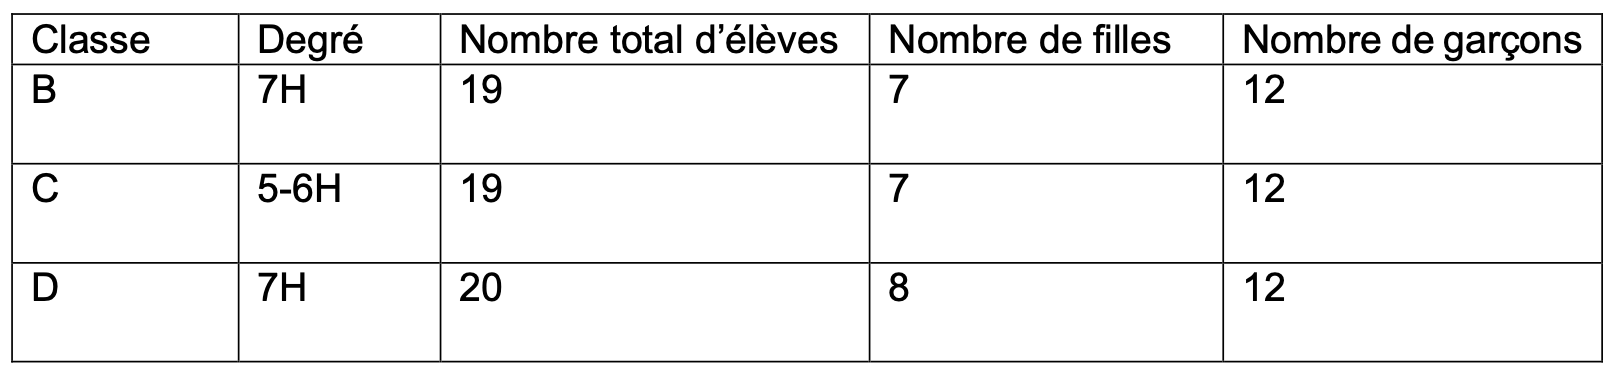 Classe Degré Nombre total d’élèves Nombre de filles Nombre de garçons
B 7H 19 7 12
C 5-6H 19 7 12
D 7H 20 8 12